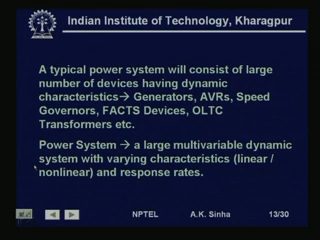 Indian Institute of Technology, Kharagpur
A typical power system will consist of large
number of devices having dynamic
characteristics→ Generators, AVRs, Speed
Governors, FACTS Devices, OLTC
Transformers etc.
Power System → a large multivariable dynamic
system with varying characteristics (linear /
nonlinear) and response rates.
NPTEL A.K. Sinha 13/30